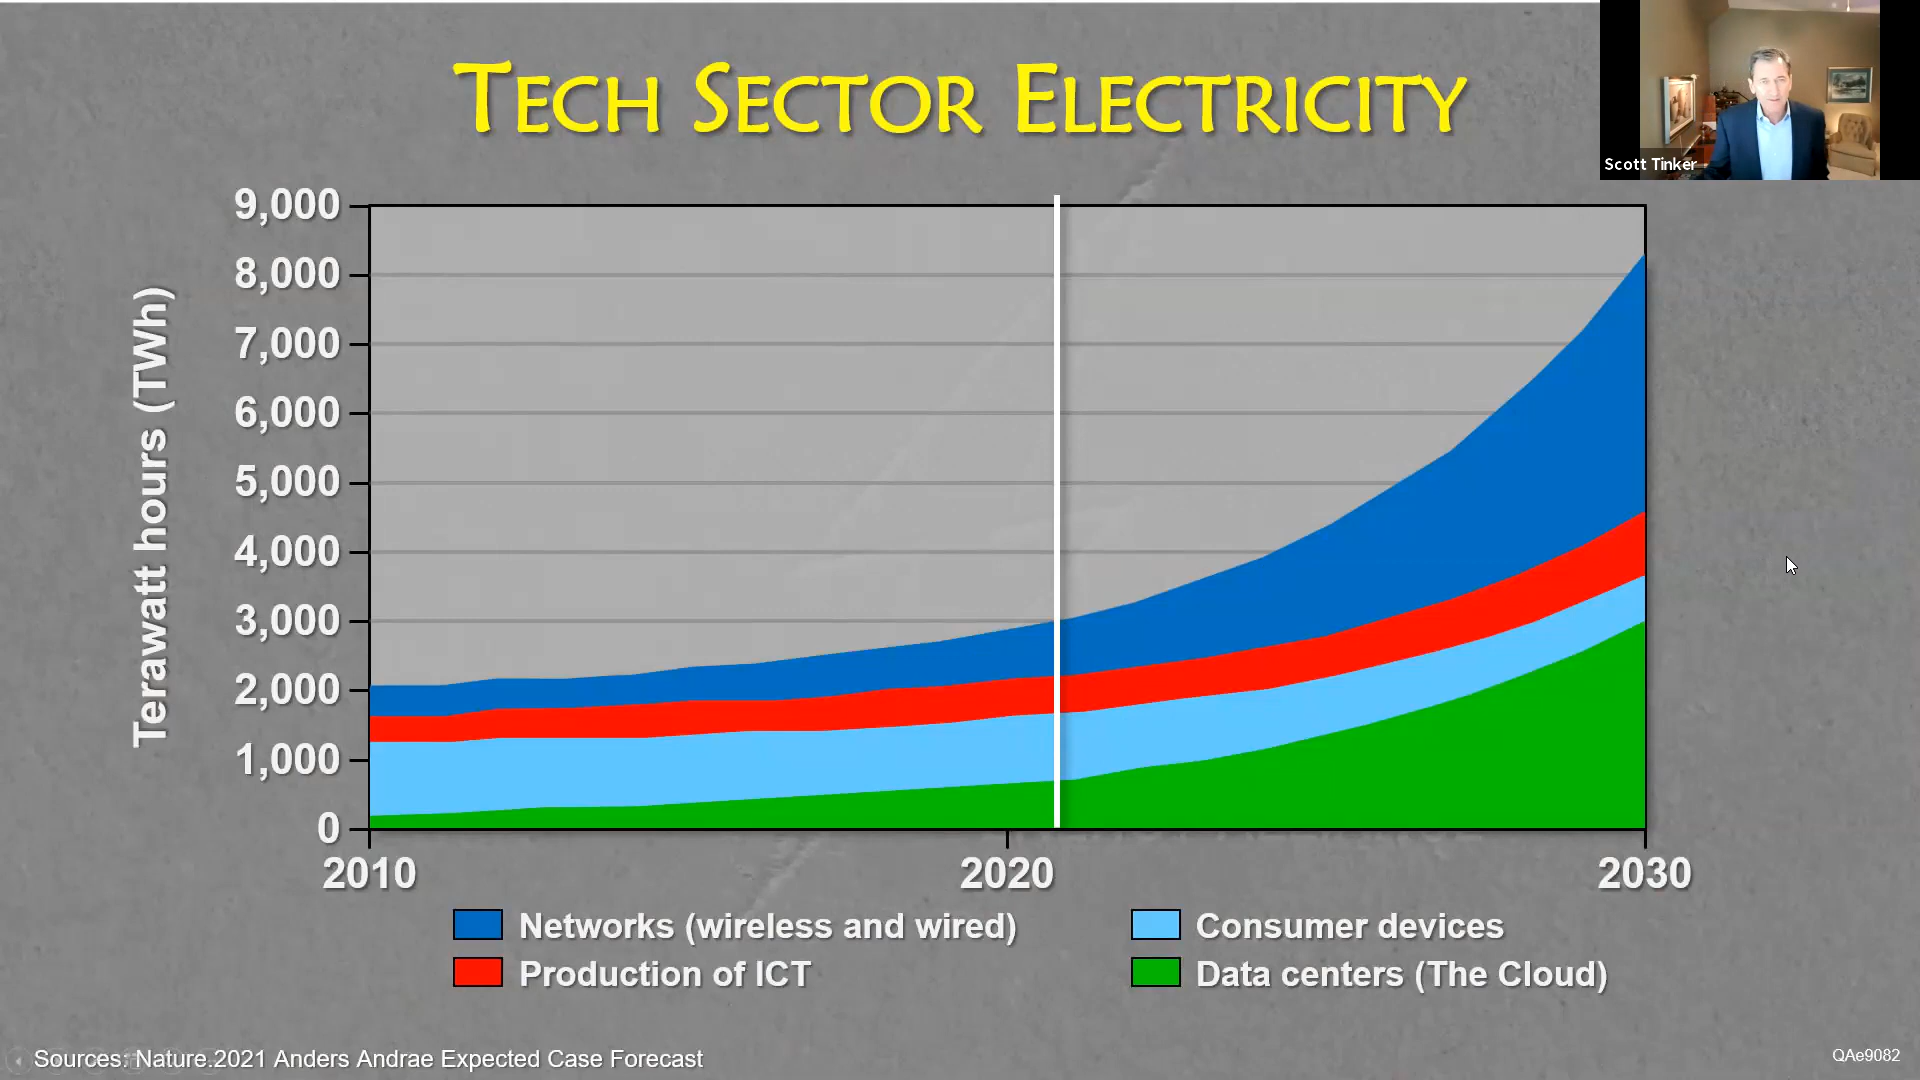 TECH SECTOR ELECTRICITY
Scott Tinker
Terawatt hours (TWh)
9,000
8,000
7,000
6,000
5,000
4,000
3,000
2,000
1,000
0
2010
2020
2030
Networks (wireless and wired)
Consumer devices
Production of ICT
Data centers (The Cloud)
Sources: Nature.2021 Anders Andrae Expected Case Forecast
QAe9082